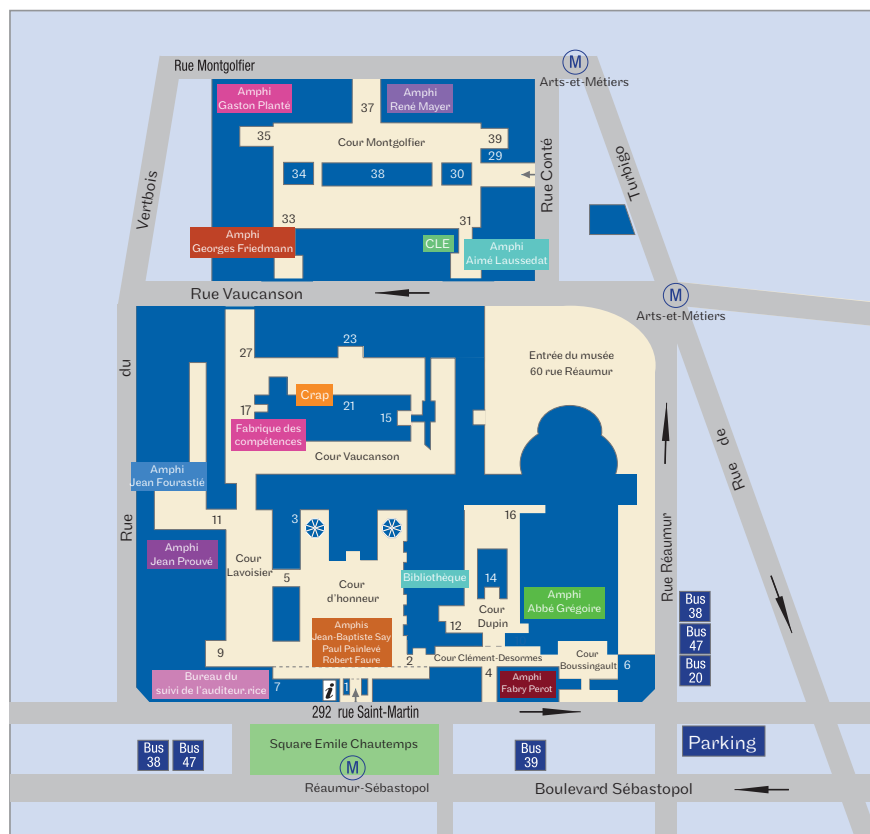 Rue Montgolfier
M
Arts-et-Métiers
Amphi
Gaston Planté
37
Amphi
René Mayer
35
Cour Montgolfier
39
29
34
38
30
Rue Conté
Turbigo
Vertbois
33
31
Amphi
Georges Friedmann
CLE
Amphi
Aimé Laussedat
Rue Vaucanson
M
Arts-et-Métiers
23
27
Entrée du musée
60 rue Réaumur
du
Crap
17
21
15
Fabrique des
compétences
Cour Vaucanson
Rue de
Amphi
Jean Fourastié
11
3
16
Rue
Rue Réaumur
Amphi
Jean Prouvé
Cour
Lavoisier
5
Cour
d'honneur
Bibliothèque
14
Amphi
Abbé Grégoire
Bus
38
Bus
47
Bus
20
12
Cour
Dupin
Amphis
Jean-Baptiste Say
Paul Painlevé
Robert Faure
9
2
Cour Clément-Desormes
Cour
Boussingault
6
Bureau du
suivi de l'auditeur.rice
7
i
1
4
Amphi
Fabry Perot
292 rue Saint-Martin
Bus
38
Bus
47
Square Emile Chautemps
M
Réaumur-Sébastopol
Bus
39
Parking
Boulevard Sébastopol